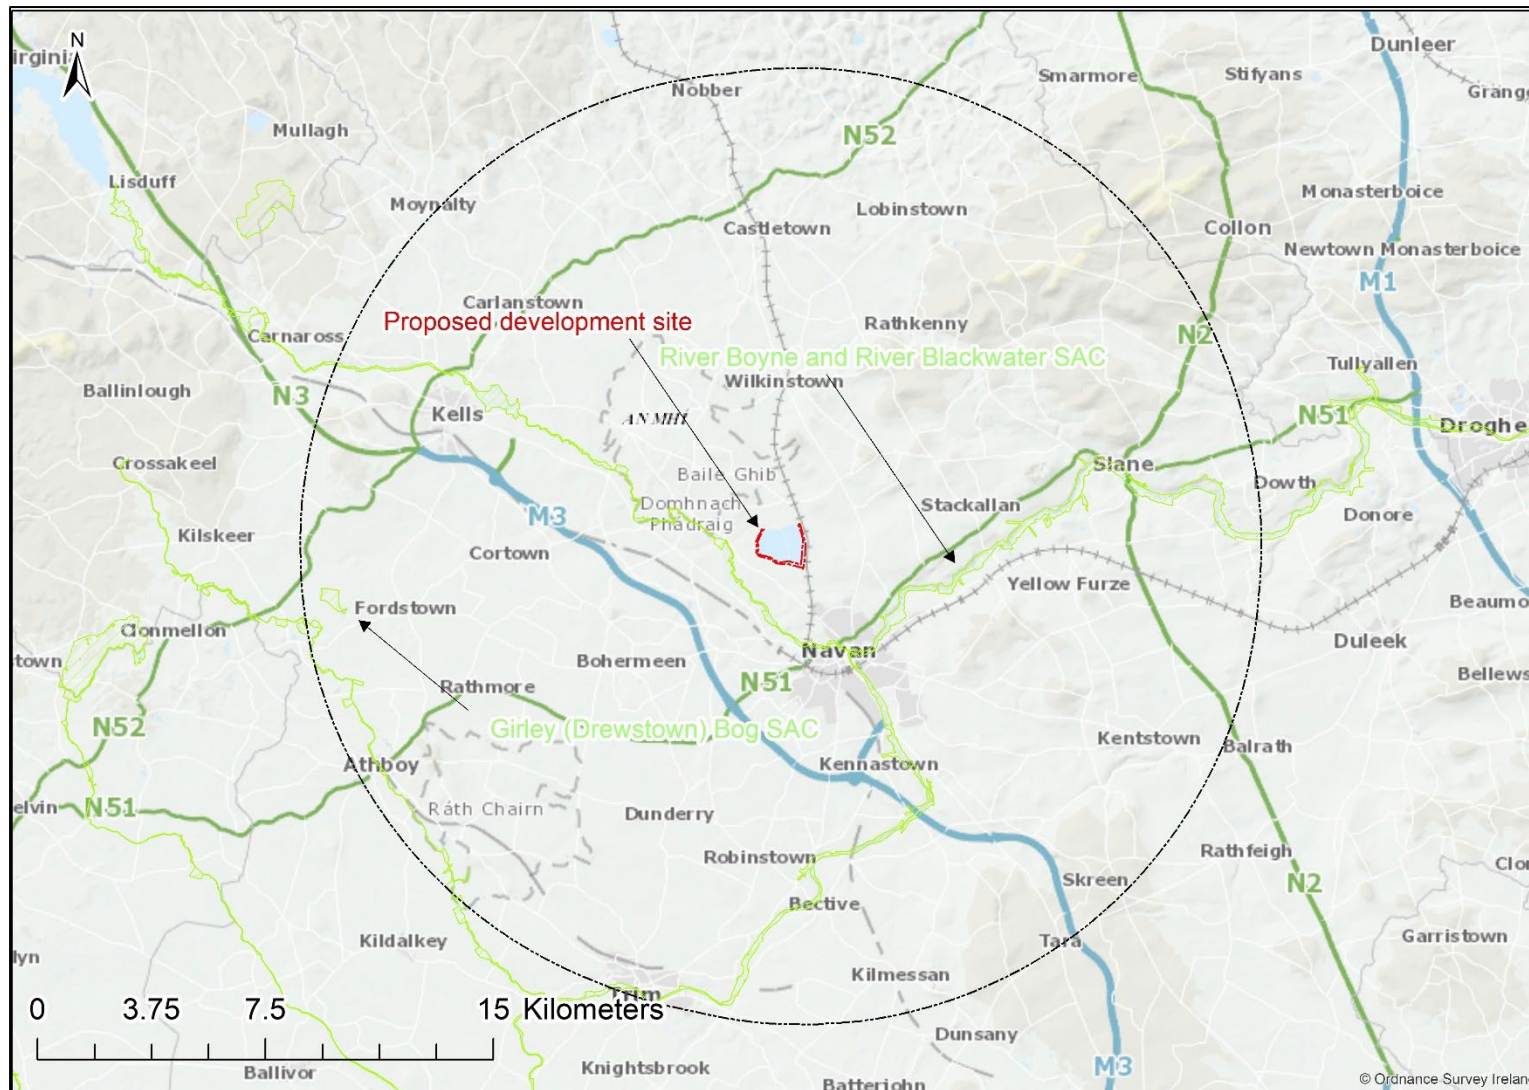 N
irginia
Dunleer
Smarmore
Stifyans
Grang
Nobber
Mullagh
N52
Lisduff
Moynalty
Lobinstown
Monasterboice
Castletown
Collon
Newtown Monasterboice
M1
Carlanstown
Proposed development site
Rathkenny
Carnaross
N2
River Boyne and River Blackwater SAC
Tullyallen
Wilkinstown
Ballinlough
N3
Kells
AN MHÍ
N51
Droghe
Crossakeel
Baile Ghib
Slane
Domhnach
Phádraig
Stackallan
Dowth
Donore
Kilskeer
M3
Cortown
Yellow Furze
Fordstown
Beaumo
Clonmellon
Duleek
Navan
stown
Bohermeen
Bellews
Rathmore
N51
N52
Girley (Drewstown) Bog SAC
Kentstown
Balrath
Athboy
Kennastown
elvin
N51
Ráth Chairn
Dunderry
Robinstown
Rathfeigh
Clo
Skreen
N2
Bective
Kildalkey
Tara
Garristown
lyn
Kilmessan
Trim
0 3.75 7.5 15 Kilometers
Dunsany
Knightsbrook
M3
Ballivor
Batterjohn
© Ordnance Survey Irelan